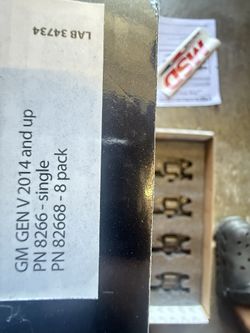 LAB 34734
GM GEN V 2014 and up
PN 8266 - single
PN 82668 - 8 pack
MSD